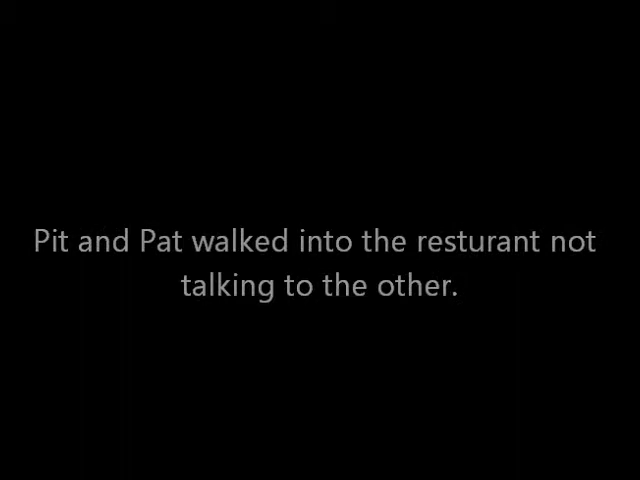 Pit and Pat walked into the resturant not
talking to the other.